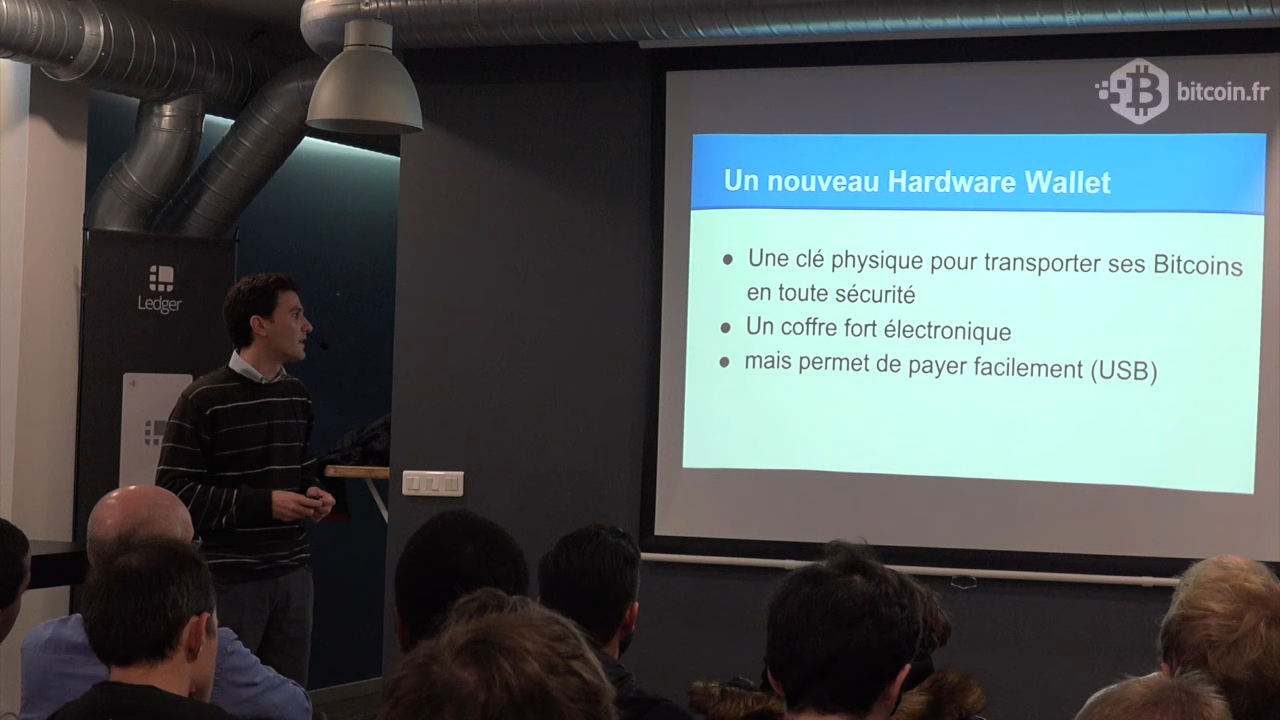 bitcoin.fr
Un nouveau Hardware Wallet
Une clé physique pour transporter ses Bitcoins
en toute sécurité
Un coffre fort électronique
mais permet de payer facilement (USB)
Ledger